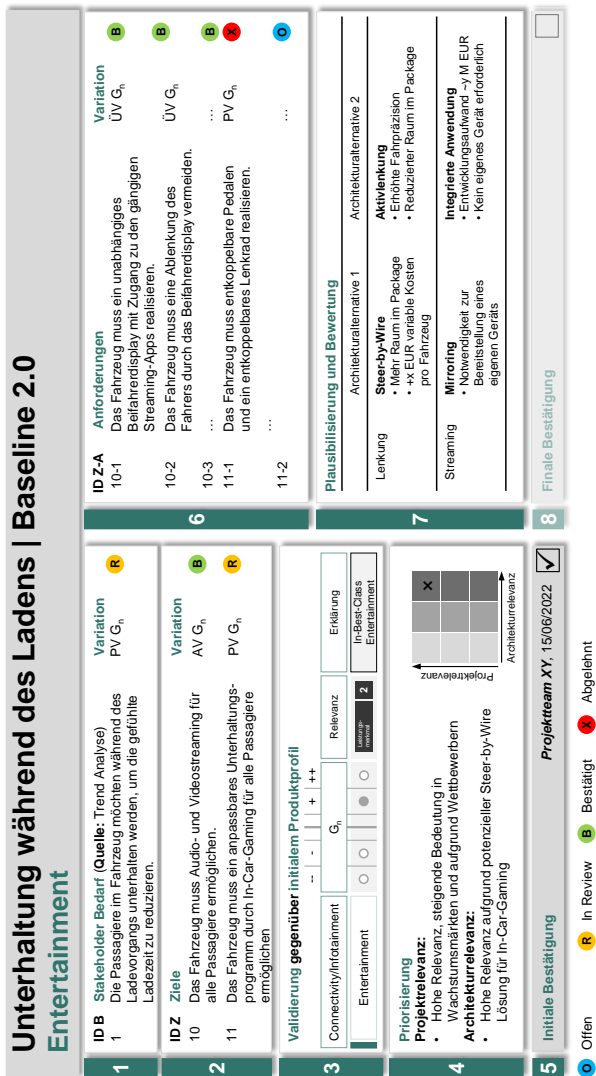 Unterhaltung während des Ladens | Baseline 2.0
Entertainment
1
ID B Stakeholder Bedarf (Quelle: Trend Analyse) Variation
1 Die Passagiere im Fahrzeug möchten während des PV Gn R
Ladevorgangs unterhalten werden, um die gefühlte
Ladezeit zu reduzieren.
2
ID Z Ziele Variation
10 Das Fahrzeug muss Audio- und Videostreaming für AV Gn B
alle Passagiere ermöglichen.
11 Das Fahrzeug muss ein anpassbares Unterhaltungs- PV Gn R
programm durch In-Car-Gaming für alle Passagiere
ermöglichen
3
Validierung gegenüber initialem Produktprofil
-- - + ++
Connectivity/Infotainment Gn Relevanz Erklärung
Entertainment Leistungs-
merkmal 2 In-Best-Class
Entertainment
4
Priorisierung
Projektrelevanz:
• Hohe Relevanz, steigende Bedeutung in
Wachstumsmärkten und aufgrund Wettbewerbern
Architekturrelevanz:
• Hohe Relevanz aufgrund potenzieller Steer-by-Wire
Lösung für In-Car-Gaming
Projektrelevanz
X
Architekturrelevanz
5 Initiale Bestätigung Projektteam XY, 15/06/2022
6
ID Z-A Anforderungen Variation
10-1 Das Fahrzeug muss ein unabhängiges ÜV Gn B
Beifahrerdisplay mit Zugang zu den gängigen
Streaming-Apps realisieren.
10-2 Das Fahrzeug muss eine Ablenkung des ÜV Gn B
Fahrers durch das Beifahrerdisplay vermeiden.
10-3 … … B
11-1 Das Fahrzeug muss entkoppelbare Pedalen PV Gn X
und ein entkoppelbares Lenkrad realisieren.
11-2 … … O
7
Plausibilisierung und Bewertung
Architekturalternative 1 Architekturalternative 2
Lenkung Steer-by-Wire Aktivlenkung
• Mehr Raum im Package • Erhöhte Fahrpräzision
• +x EUR variable Kosten • Reduzierter Raum im Package
pro Fahrzeug
Streaming Mirroring Integrierte Anwendung
• Notwendigkeit zur • Entwicklungsaufwand ~y M EUR
Bereitstellung eines • Kein eigenes Gerät erforderlich
eigenen Geräts
8 Finale Bestätigung
O Offen R In Review B Bestätigt X Abgelehnt